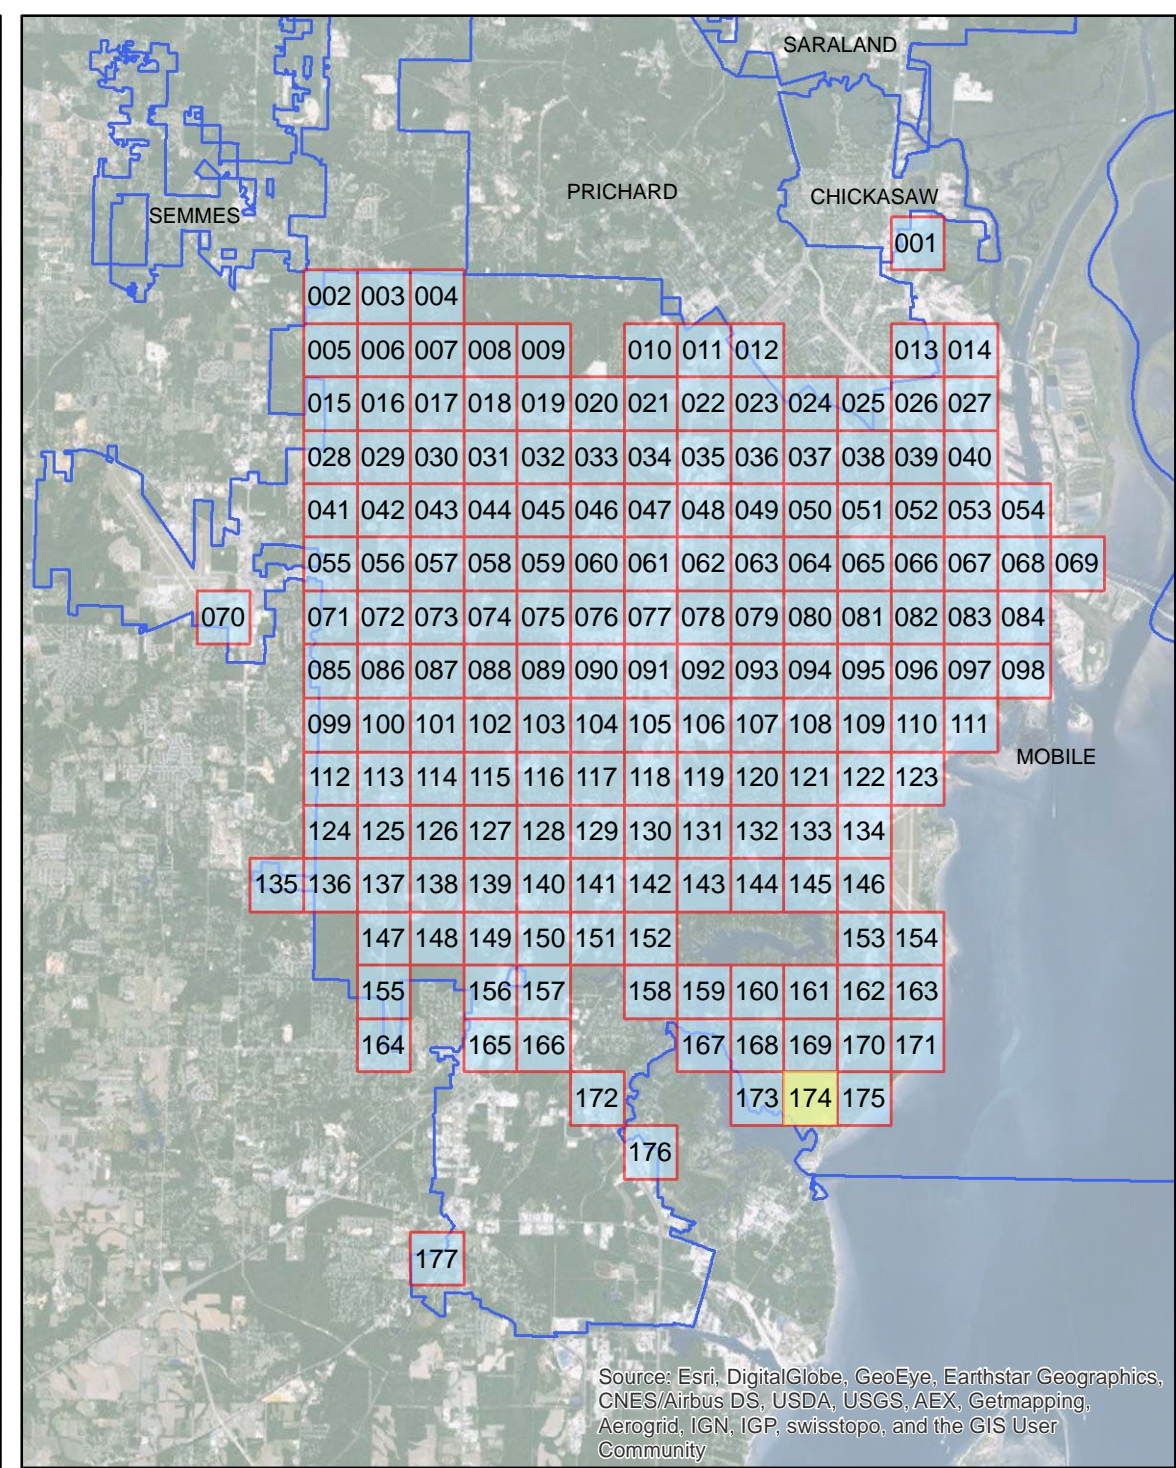 SARALAND
PRICHARD
CHICKASAW
SEMMES
001
002 003 004
005 006 007 008 009 010 011 012 013 014
015 016 017 018 019 020 021 022 023 024 025 026 027
028 029 030 031 032 033 034 035 036 037 038 039 040
041 042 043 044 045 046 047 048 049 050 051 052 053 054
055 056 057 058 059 060 061 062 063 064 065 066 067 068 069
070 071 072 073 074 075 076 077 078 079 080 081 082 083 084
085 086 087 088 089 090 091 092 093 094 095 096 097 098
099 100 101 102 103 104 105 106 107 108 109 110 111
MOBILE
112 113 114 115 116 117 118 119 120 121 122 123
124 125 126 127 128 129 130 131 132 133 134
135 136 137 138 139 140 141 142 143 144 145 146
147 148 149 150 151 152 153 154
155 156 157 158 159 160 161 162 163
164 165 166 167 168 169 170 171
172 173 174 175
176
177
Source: Esri, DigitalGlobe, GeoEye, Earthstar Geographics,
CNES/Airbus DS, USDA, USGS, AEX, Getmapping,
Aerogrid, IGN, IGP, swisstopo, and the GIS User
Community